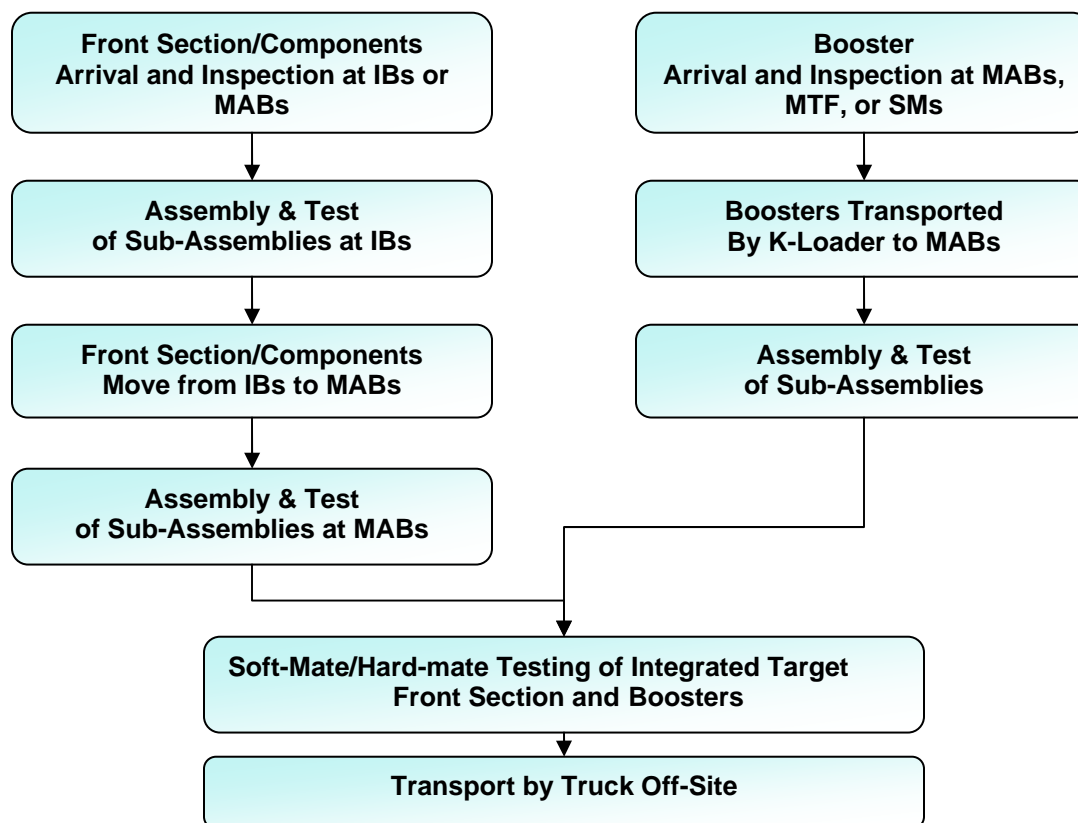 Front Section/Components
Arrival and Inspection at IBs or
MABs
Assembly & Test
of Sub-Assemblies at IBs
Front Section/Components
Move from IBs to MABs
Assembly & Test
of Sub-Assemblies at MABs
Booster
Arrival and Inspection at MABs,
MTF, or SMs
Boosters Transported
By K-Loader to MABs
Assembly & Test
of Sub-Assemblies
Soft-Mate/Hard-mate Testing of Integrated Target
Front Section and Boosters
Transport by Truck Off-Site